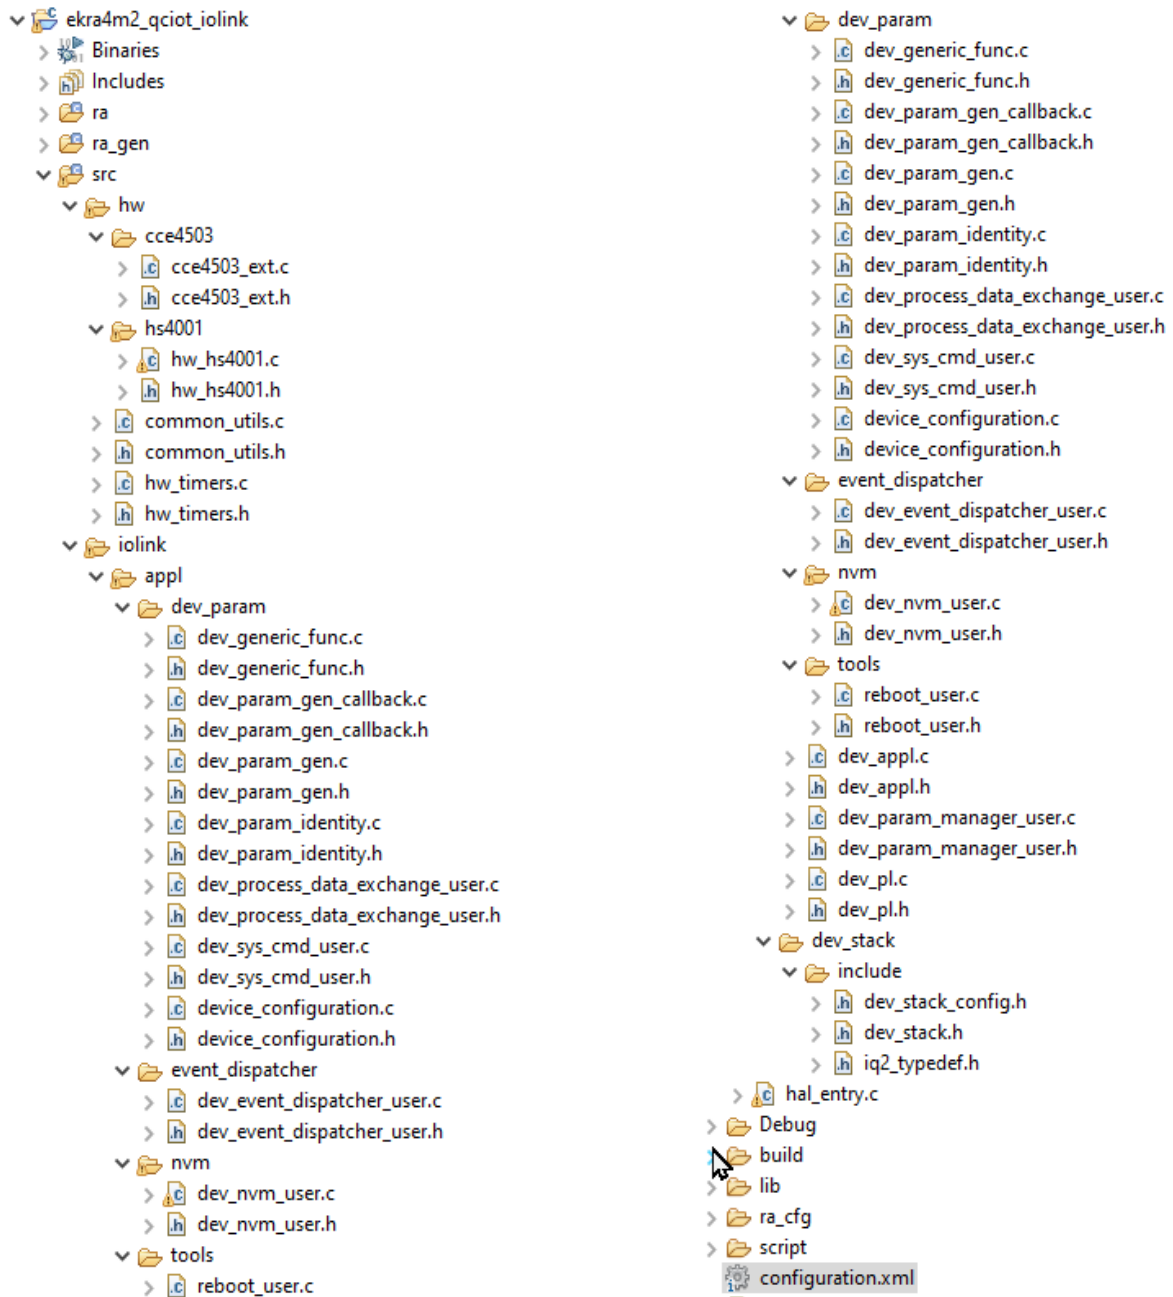 ekra4m2_qciot_iolink
Binaries
Includes
ra
ra_gen
src
hw
cce4503
cce4503_ext.c
cce4503_ext.h
hs4001
hw_hs4001.c
hw_hs4001.h
common_utils.c
common_utils.h
hw_timers.c
hw_timers.h
iolink
appl
dev_param
dev_generic_func.c
dev_generic_func.h
dev_param_gen_callback.c
dev_param_gen_callback.h
dev_param_gen.c
dev_param_gen.h
dev_param_identity.c
dev_param_identity.h
dev_process_data_exchange_user.c
dev_process_data_exchange_user.h
dev_sys_cmd_user.c
dev_sys_cmd_user.h
device_configuration.c
device_configuration.h
event_dispatcher
dev_event_dispatcher_user.c
dev_event_dispatcher_user.h
nvm
dev_nvm_user.c
dev_nvm_user.h
tools
reboot_user.c
dev_param
dev_generic_func.c
dev_generic_func.h
dev_param_gen_callback.c
dev_param_gen_callback.h
dev_param_gen.c
dev_param_gen.h
dev_param_identity.c
dev_param_identity.h
dev_process_data_exchange_user.c
dev_process_data_exchange_user.h
dev_sys_cmd_user.c
dev_sys_cmd_user.h
device_configuration.c
device_configuration.h
event_dispatcher
dev_event_dispatcher_user.c
dev_event_dispatcher_user.h
nvm
dev_nvm_user.c
dev_nvm_user.h
tools
reboot_user.c
reboot_user.h
dev_appl.c
dev_appl.h
dev_param_manager_user.c
dev_param_manager_user.h
dev_pl.c
dev_pl.h
dev_stack
include
dev_stack_config.h
dev_stack.h
iq2_typedef.h
hal_entry.c
Debug
build
lib
ra_cfg
script
configuration.xml